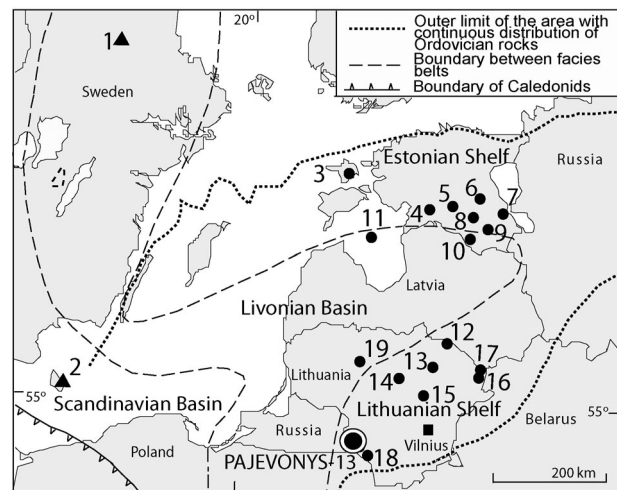 20°
Outer limit of the area with
continuous distribution of
Ordovician rocks
Boundary between facies
belts
Boundary of Caledonids
1
Sweden
Estonian Shelf
Russia
3
6
5
7
4
8
9
11
10
Latvia
Livonian Basin
12
19
13
17
2
Lithuania
14
16
55°
15
Scandinavian Basin
Lithuanian Shelf
Belarus
55°
Russia
Vilnius
Poland
PAJEVONYS-13
18
200 km